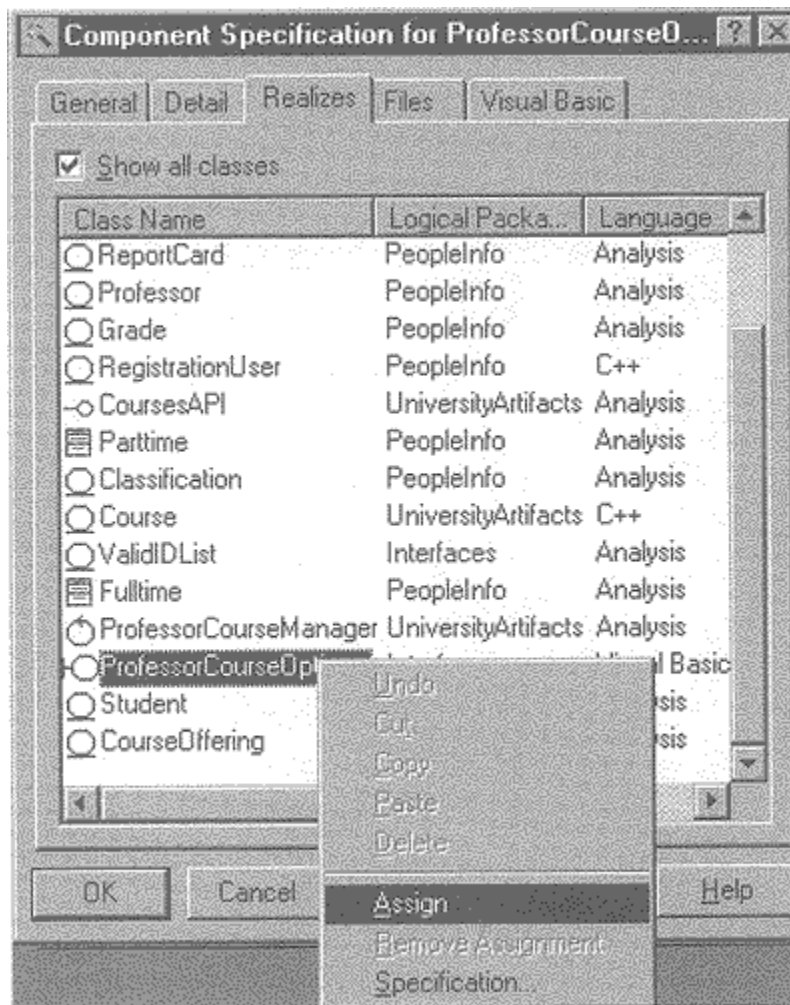 Component Specification for ProfessorCourseO... ? X
General Detail Realizes Files Visual Basic
Show all classes
Class Name Logical Packa... Language
ReportCard PeopleInfo Analysis
Professor PeopleInfo Analysis
Grade PeopleInfo Analysis
RegistrationUser PeopleInfo C++
CoursesAPI UniversityArtifacts Analysis
Parttime PeopleInfo Analysis
Classification PeopleInfo Analysis
Course UniversityArtifacts C++
ValidIDList Interfaces Analysis
Fulltime PeopleInfo Analysis
ProfessorCourseManager UniversityArtifacts Analysis
ProfessorCourseOpti Basic
Student
CourseOffering
Undo
Cut
Copy
Paste
Delete
Assign
Remove Assignment
Specification...
OK Cancel Help